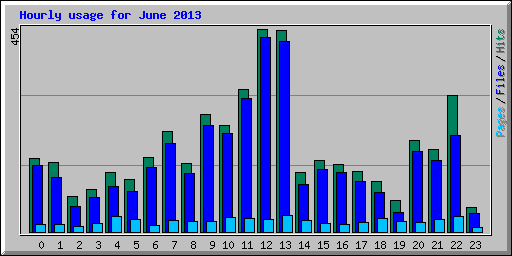 Hourly usage for June 2013
454
Pages/Files/Hits
0 1 2 3 4 5 6 7 8 9 10 11 12 13 14 15 16 17 18 19 20 21 22 23